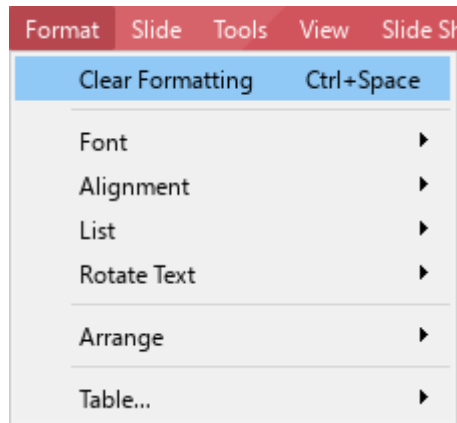 Format Slide Tools View Slide Sh
Clear Formatting Ctrl+Space
Font
Alignment
List
Rotate Text
Arrange
Table...